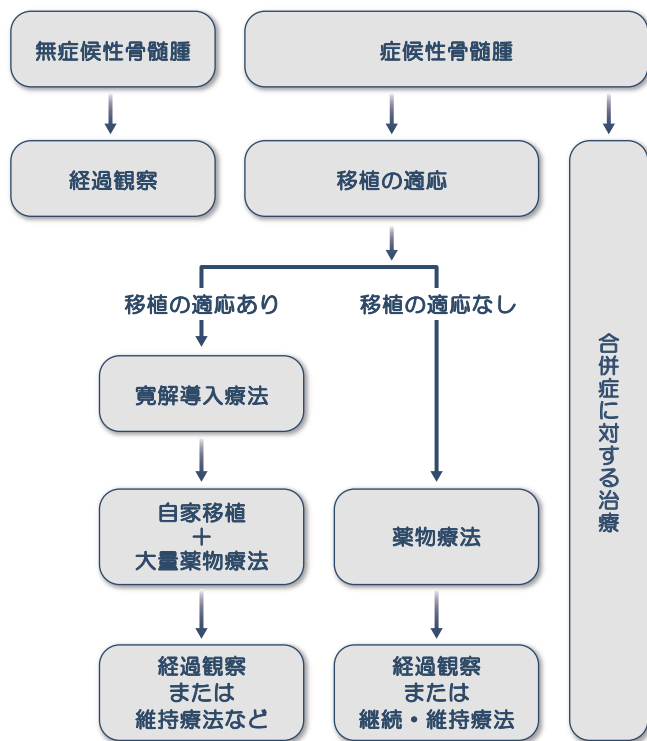 無症候性骨髄腫
症候性骨髄腫
経過観察
移植の適応
移植の適応あり
移植の適応なし
寛解導入療法
自家移植
＋
大量薬物療法
薬物療法
経過観察
または
維持療法など
経過観察
または
継続・維持療法
合併症に対する治療